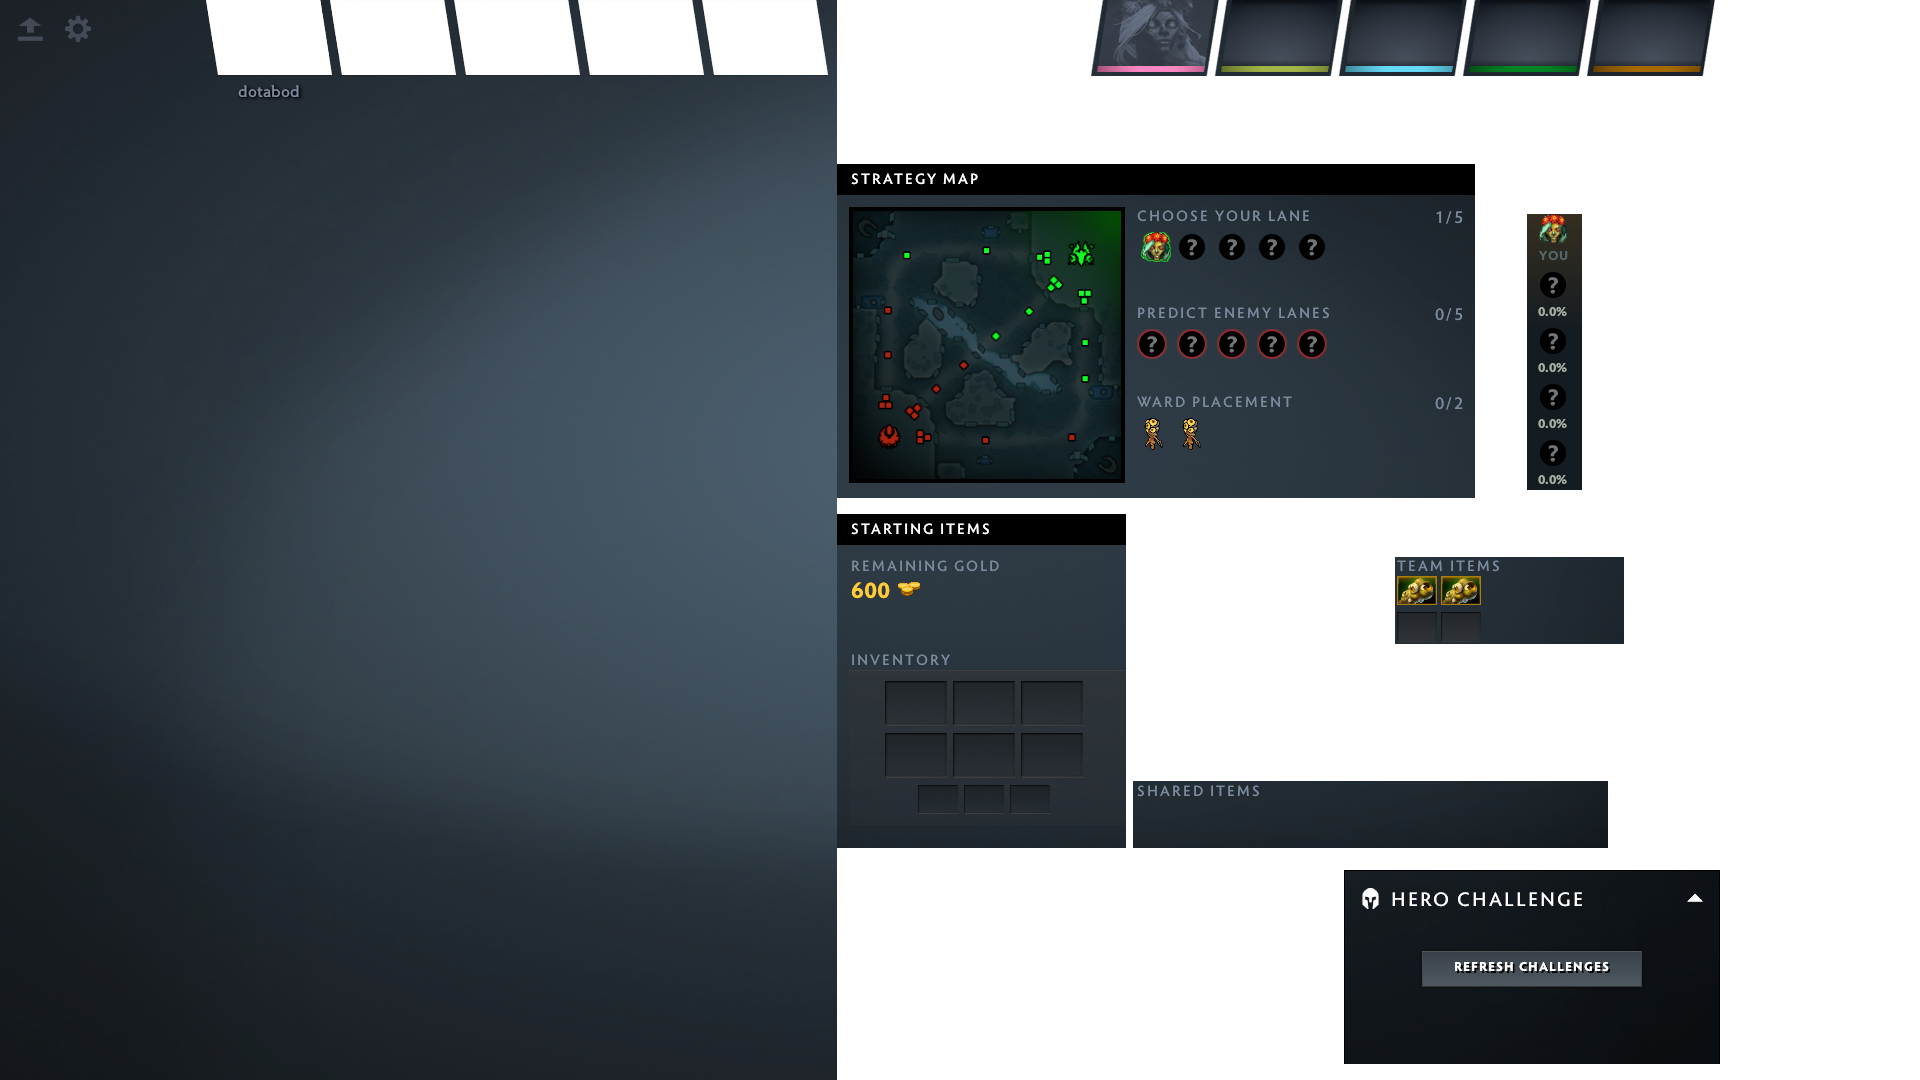 dotabod
STRATEGY MAP
CHOOSE YOUR LANE 1/5
? ? ? ?
PREDICT ENEMY LANES 0/5
? ? ? ? ?
WARD PLACEMENT 0/2
YOU
?
0.0%
?
0.0%
?
0.0%
?
0.0%
STARTING ITEMS
REMAINING GOLD
600
INVENTORY
TEAM ITEMS
SHARED ITEMS
HERO CHALLENGE
REFRESH CHALLENGES